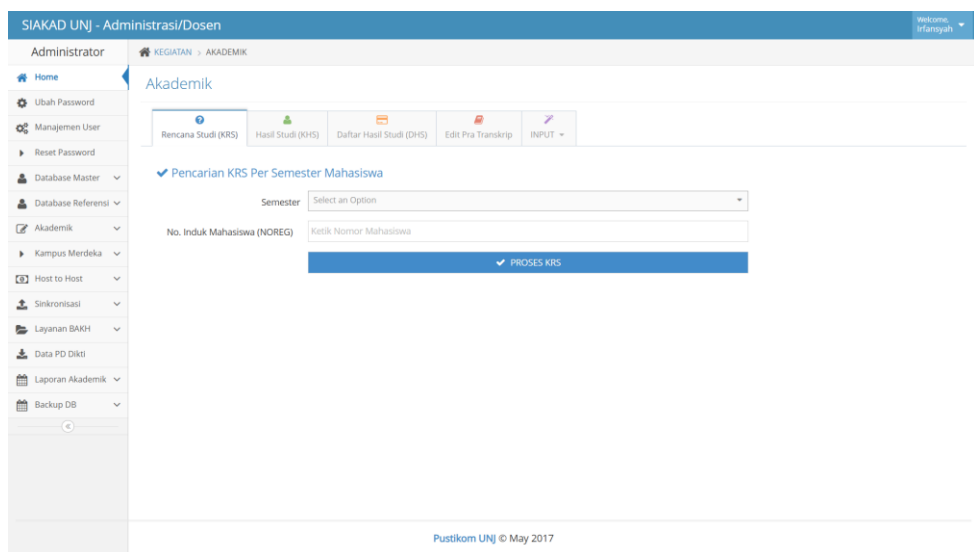 SIAKAD UNJ - Administrasi/Dosen
Welcome,
Irfansyah
Administrator
KEGIATAN > AKADEMIK
Home
Ubah Password
Manajemen User
Reset Password
Database Master
Database Referensi
Akademik
Kampus Merdeka
Host to Host
Sinkronisasi
Layanan BAKH
Data PD Dikti
Laporan Akademik
Backup DB
Akademik
Rencana Studi (KRS)
Hasil Studi (KHS)
Daftar Hasil Studi (DHS)
Edit Pra Transkrip
INPUT
Pencarian KRS Per Semester Mahasiswa
Semester
Select an Option
No. Induk Mahasiswa (NOREG)
Ketik Nomor Mahasiswa
PROSES KRS
Pustikom UNJ © May 2017